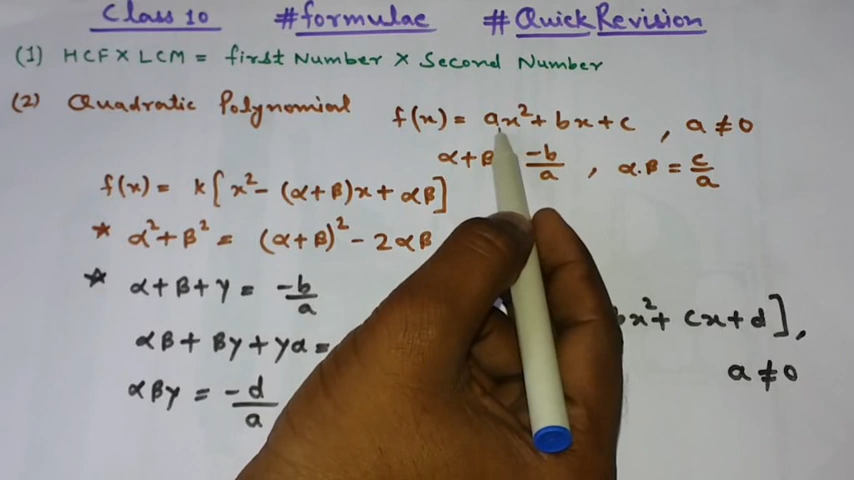 Class 10 #formulae #QuickRevision
(1) HCF X LCM = first Number X Second Number
(2) Quadratic Polynomial f(x) = ax²+bx+c , a≠0
α+β -b/a , α.β = c/a
f(x) = k[x²-(α+β)x+αβ]
* α²+β² = (α+β)²-2αβ
* α+β+γ = -b/a
bx²+cx+d],
αβ+βγ+γα=
a≠0
αβγ = -d/a